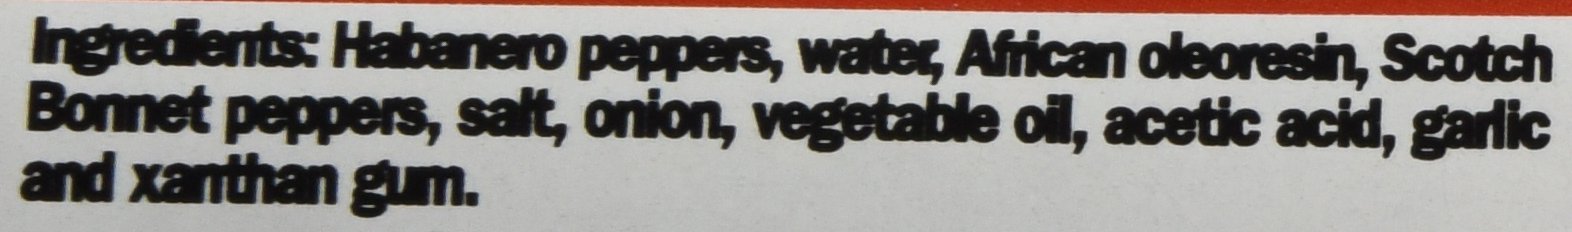 Ingredients: Habanero peppers, water, African oleoresin, Scotch
Bonnet peppers, salt, onion, vegetable oil, acetic acid, garlic
and xanthan gum.